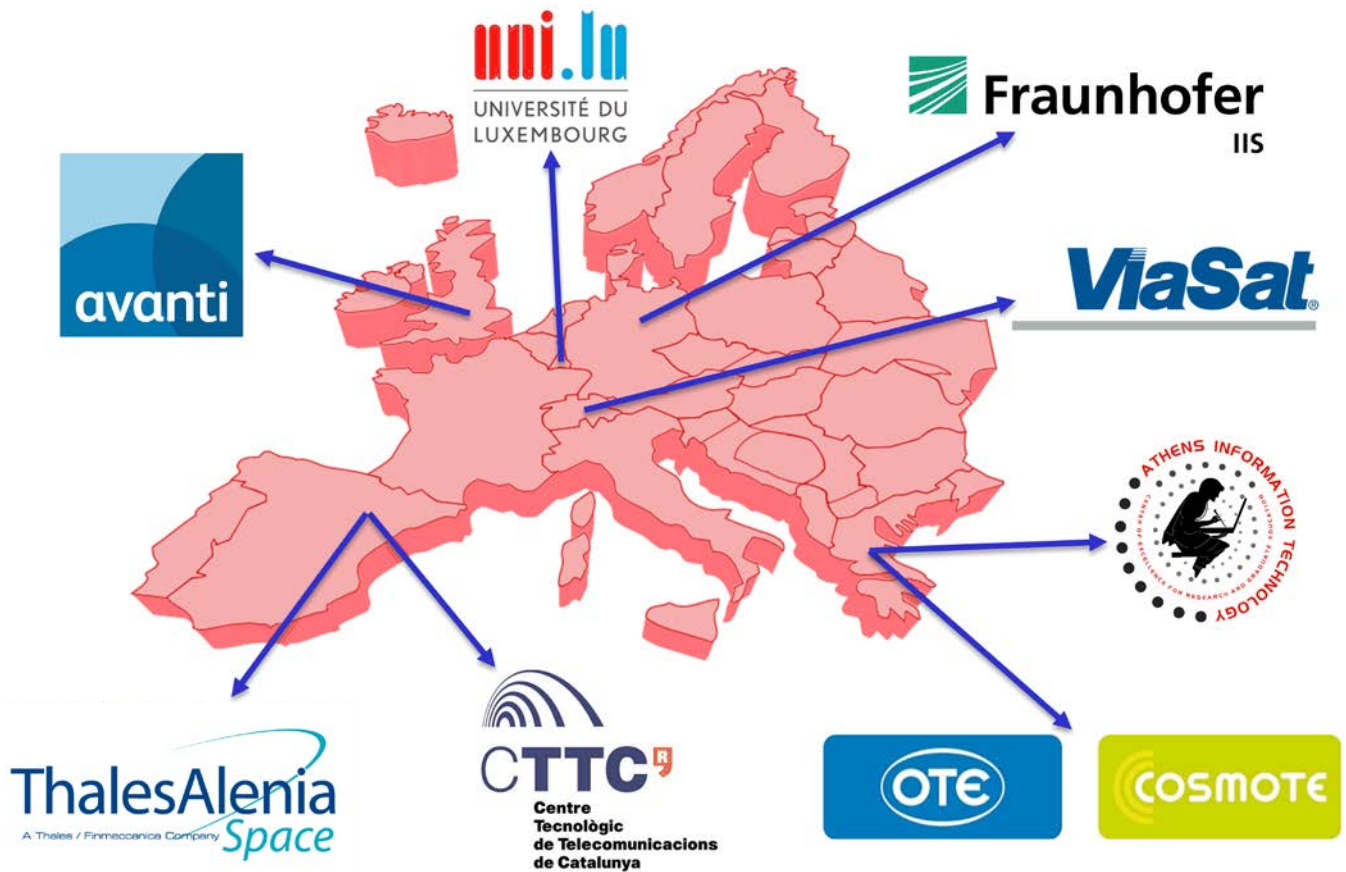 uni.lu
UNIVERSITÉ DU
LUXEMBOURG
Fraunhofer
IIS
avanti
ViaSat®
ATHENS INFORMATION TECHNOLOGY
CENTER OF EXCELLENCE FOR RESEARCH AND GRADUATE EDUCATION
ThalesAlenia
A Thales / Finmeccanica Company Space
CTTC R
Centre
Tecnològic
de Telecomunicacions
de Catalunya
OTE
COSMOTE